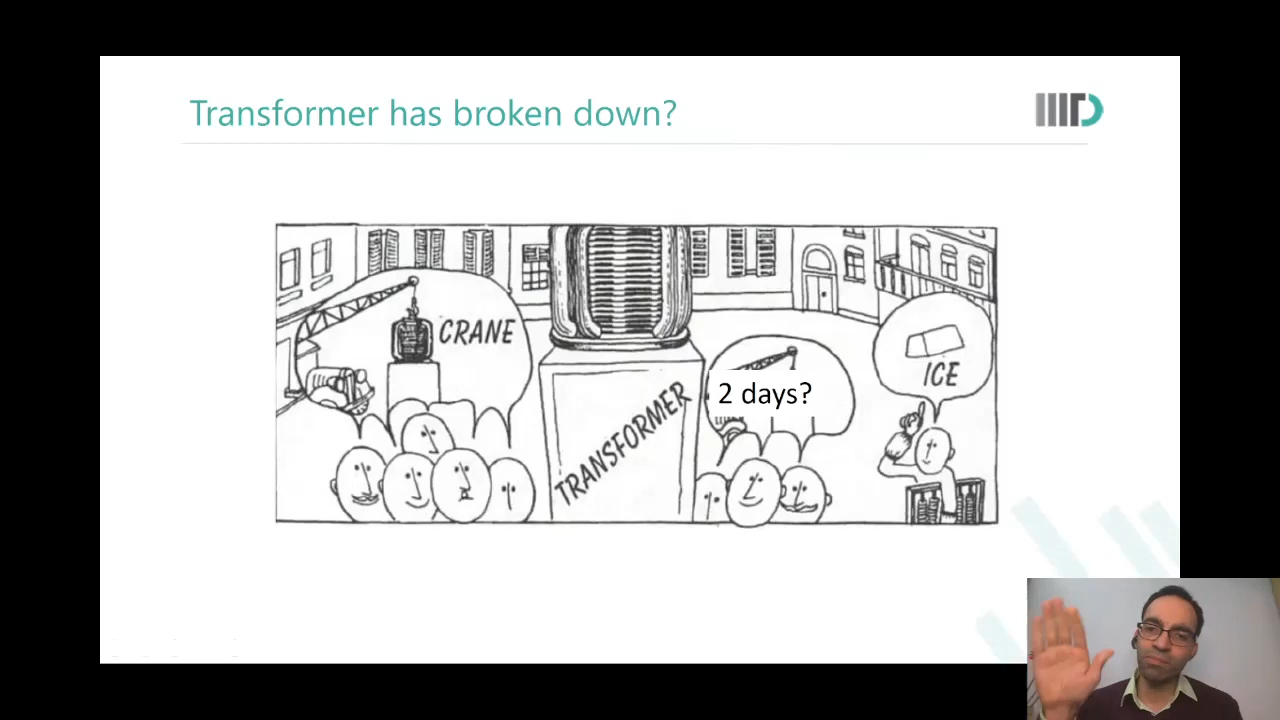 Transformer has broken down?
CRANE
TRANSFORMER
2 days?
ICE